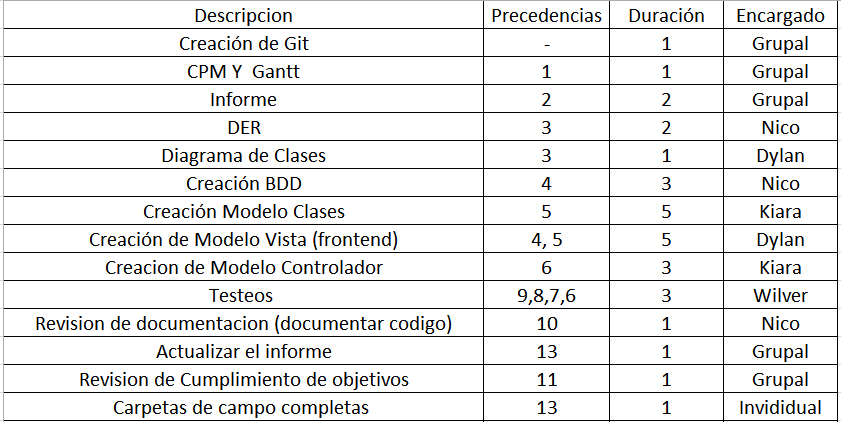 Descripcion Precedencias Duración Encargado
Creación de Git - 1 Grupal
CPM Y Gantt 1 1 Grupal
Informe 2 2 Grupal
DER 3 2 Nico
Diagrama de Clases 3 1 Dylan
Creación BDD 4 3 Nico
Creación Modelo Clases 5 5 Kiara
Creación de Modelo Vista (frontend) 4, 5 5 Dylan
Creacion de Modelo Controlador 6 3 Kiara
Testeos 9,8,7,6 3 Wilver
Revision de documentacion (documentar codigo) 10 1 Nico
Actualizar el informe 13 1 Grupal
Revision de Cumplimiento de objetivos 11 1 Grupal
Carpetas de campo completas 13 1 Invididual